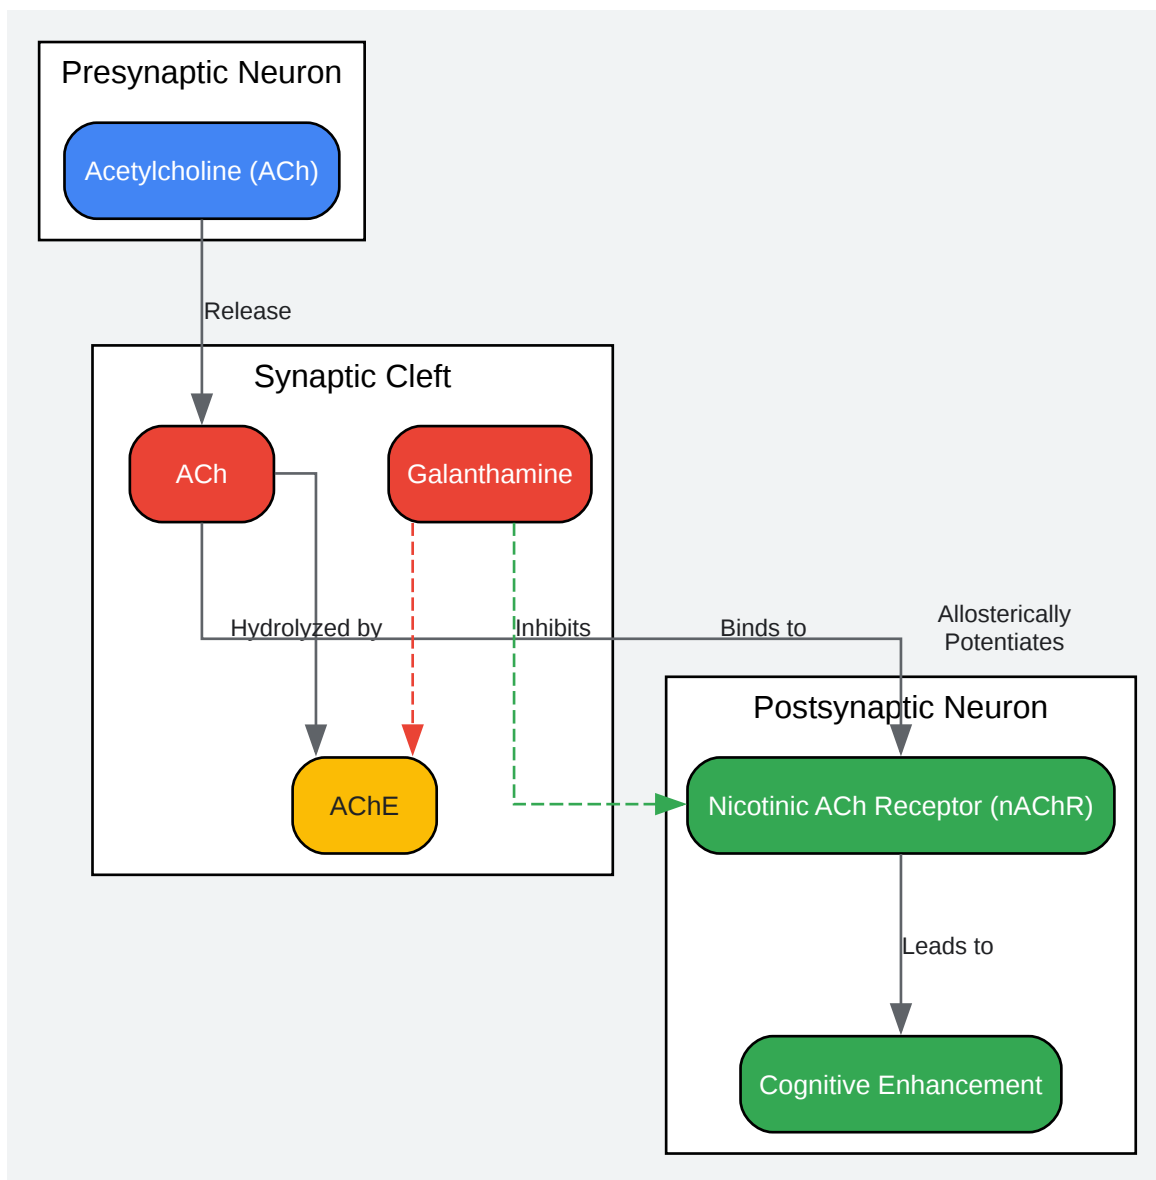 Presynaptic Neuron
Acetylcholine (ACh)
Release
Synaptic Cleft
ACh
Galanthamine
Hydrolyzed by
Inhibits
Binds to
Allosterically
Potentiates
Postsynaptic Neuron
AChE
Nicotinic ACh Receptor (nAChR)
Leads to
Cognitive Enhancement